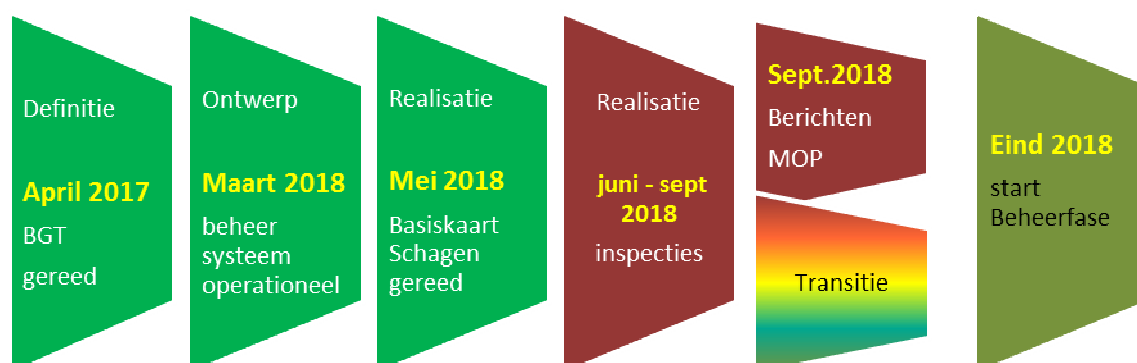 Definitie
April 2017
BGT
gereed
Ontwerp
Maart 2018
beheer
systeem
operationeel
Realisatie
Mei 2018
Basiskaart
Schagen
gereed
Realisatie
juni - sept
2018
inspecties
Sept.2018
Berichten
MOP
Transitie
Eind 2018
start
Beheerfase